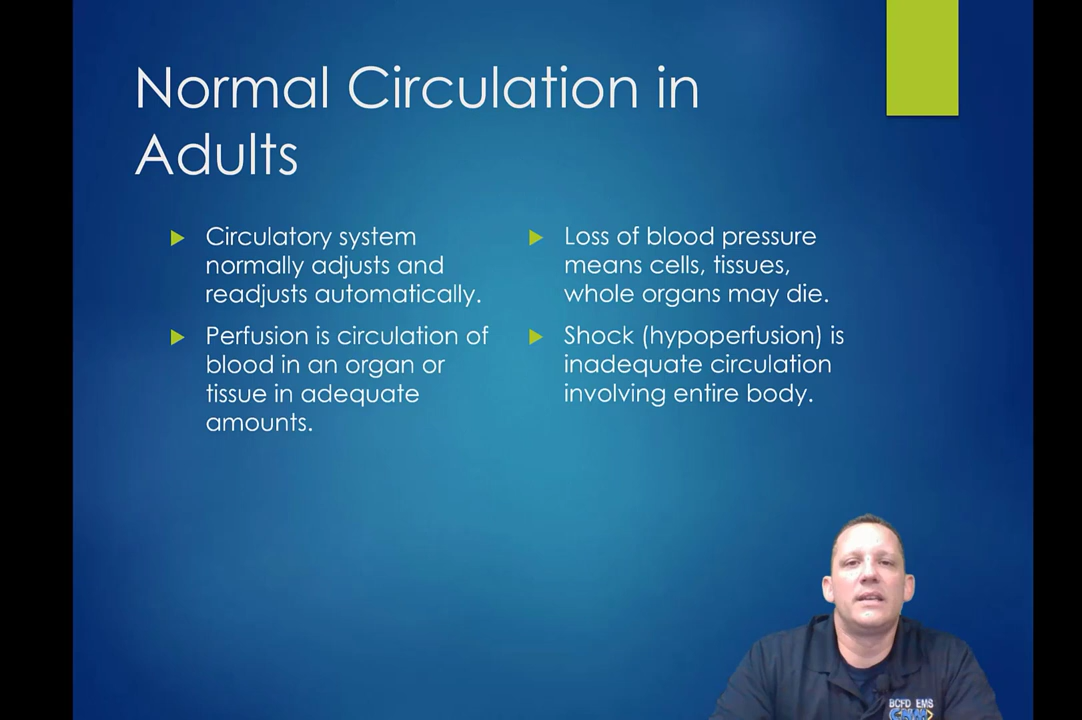 Normal Circulation in
Adults
Circulatory system
normally adjusts and
readjusts automatically.
Perfusion is circulation of
blood in an organ or
tissue in adequate
amounts.
Loss of blood pressure
means cells, tissues,
whole organs may die.
Shock (hypoperfusion) is
inadequate circulation
involving entire body.
BCFD EMS
CNM